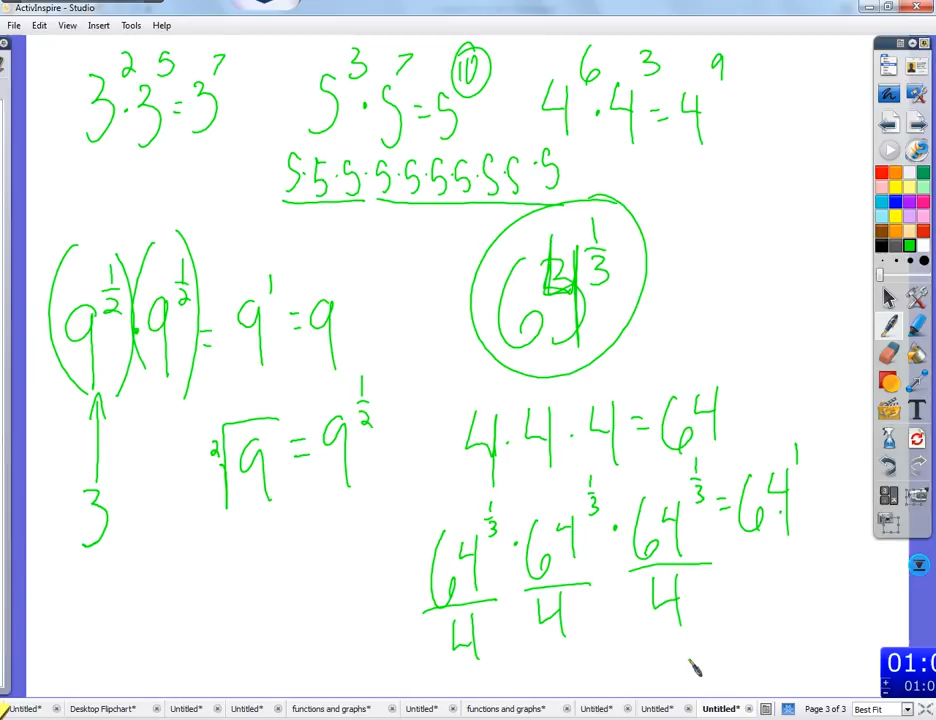 ActivInspire - Studio
File Edit View Insert Tools Help
3² · 3⁵ = 3⁷ 5³ · 5⁷ = 5¹⁰ 4⁶ · 4³ = 4⁹
5·5·5·5·5·5·5·5·5
(9^½)·(9^½) = 9¹ = 9
1/3
²√9 = 9^½
3
4 · 4 · 4 = 64
64^⅓ · 64^⅓ · 64^⅓ = 64¹
4 4 4
01:0
01:0
Untitled* Desktop Flipchart* Untitled* Untitled* functions and graphs* Untitled* functions and graphs* Untitled* Untitled* Untitled* Page 3 of 3 Best Fit